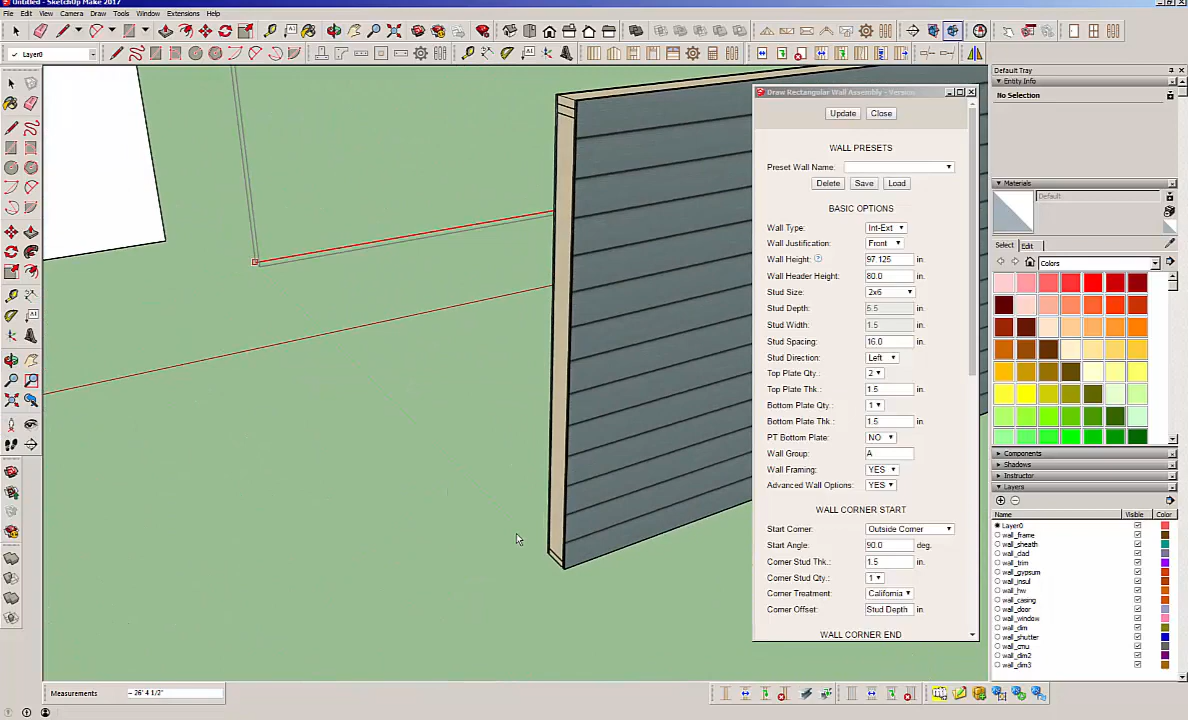 Untitled - SketchUp Make 2017
File Edit View Camera Draw Tools Window Extensions Help
Layer0
Default Tray
Entity Info
No Selection
Materials
Default
Select Edit
Colors
Components
Shadows
Instructor
Layers
Name Visible Color
Layer0
wall_frame
wall_sheath
wall_clad
wall_trim
wall_gypsum
wall_insul
wall_hw
wall_casing
wall_door
wall_window
wall_dim
wall_shutter
wall_cmu
wall_dim2
wall_dim3
Draw Rectangular Wall Assembly - Version
Update Close
WALL PRESETS
Preset Wall Name:
Delete Save Load
BASIC OPTIONS
Wall Type: Int-Ext
Wall Justification: Front
Wall Height: 97.125 in.
Wall Header Height: 80.0 in.
Stud Size: 2x6
Stud Depth: 5.5 in.
Stud Width: 1.5 in.
Stud Spacing: 16.0 in.
Stud Direction: Left
Top Plate Qty.: 2
Top Plate Thk.: 1.5 in.
Bottom Plate Qty.: 1
Bottom Plate Thk.: 1.5 in.
PT Bottom Plate: NO
Wall Group: A
Wall Framing: YES
Advanced Wall Options: YES
WALL CORNER START
Start Corner: Outside Corner
Start Angle: 90.0 deg.
Corner Stud Thk.: 1.5 in.
Corner Stud Qty.: 1
Corner Treatment: California
Corner Offset: Stud Depth in
WALL CORNER END
Measurements ~ 26' 4 1/2"